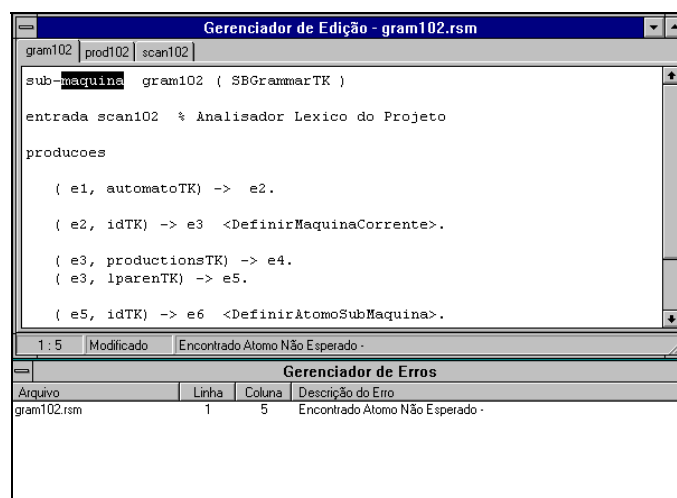 Gerenciador de Edição - gram102.rsm
gram102 prod102 scan102
sub-maquina gram102 ( SBGrammarTK )
entrada scan102 % Analisador Lexico do Projeto
producoes
( e1, automatoTK) -> e2.
( e2, idTK) -> e3 <DefinirMaquinaCorrente>.
( e3, productionsTK) -> e4.
( e3, lparenTK) -> e5.
( e5, idTK) -> e6 <DefinirAtomoSubMaquina>.
1 : 5 Modificado Encontrado Atomo Não Esperado -
Gerenciador de Erros
Arquivo Linha Coluna Descrição do Erro
gram102.rsm 1 5 Encontrado Atomo Não Esperado -